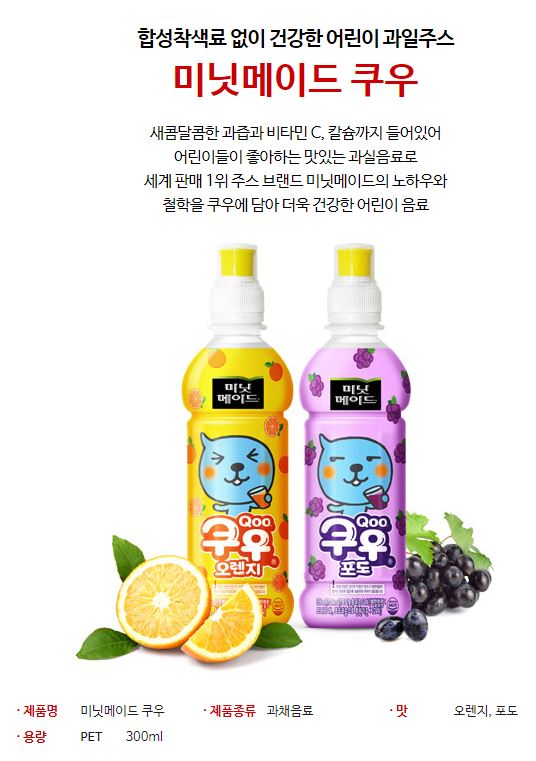 합성착색료 없이 건강한 어린이 과일주스
미닛메이드 쿠우
새콤달콤한 과즙과 비타민 C, 칼슘까지 들어있어
어린이들이 좋아하는 맛있는 과실음료로
세계 판매 1위 주스 브랜드 미닛메이드의 노하우와
철학을 쿠우에 담아 더욱 건강한 어린이 음료
미닛
메이드
Qoo
쿠우
오렌지
미닛
메이드
Qoo
쿠우
포도
· 제품명 미닛메이드 쿠우 · 제품종류 과채음료 · 맛 오렌지, 포도
· 용량 PET 300ml